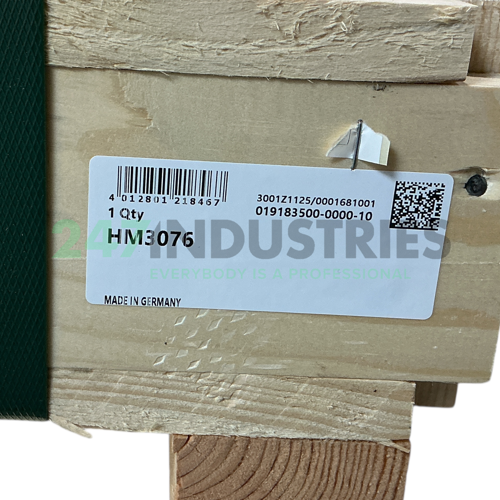 4 012801 218467
3001Z1125/0001681001
1 Qty
019183500-0000-10
HM3076
24/7 INDUSTRIES
EVERYBODY IS A PROFESSIONAL
MADE IN GERMANY